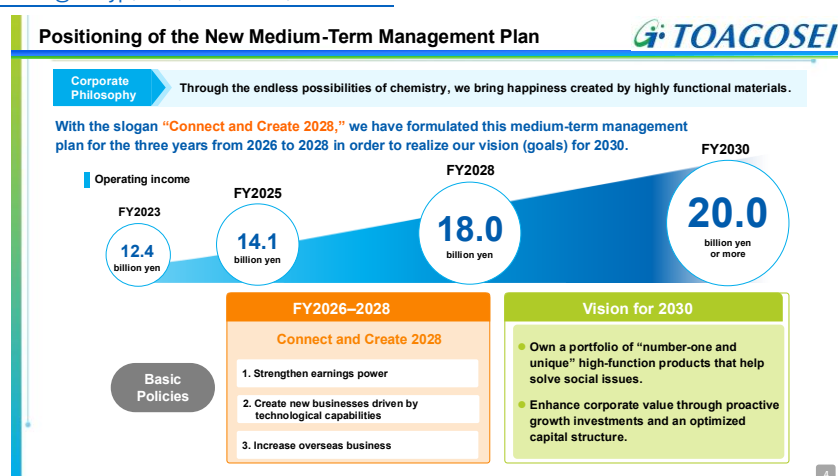 Positioning of the New Medium-Term Management Plan
TOAGOSEI
Corporate
Philosophy
Through the endless possibilities of chemistry, we bring happiness created by highly functional materials.
With the slogan “Connect and Create 2028,” we have formulated this medium-term management
plan for the three years from 2026 to 2028 in order to realize our vision (goals) for 2030.
Operating income
FY2023
12.4
billion yen
FY2025
14.1
billion yen
FY2028
18.0
billion yen
FY2030
20.0
billion yen
or more
Basic
Policies
FY2026–2028
Connect and Create 2028
1. Strengthen earnings power
2. Create new businesses driven by
technological capabilities
3. Increase overseas business
Vision for 2030
Own a portfolio of “number-one and
unique” high-function products that help
solve social issues.
Enhance corporate value through proactive
growth investments and an optimized
capital structure.
4